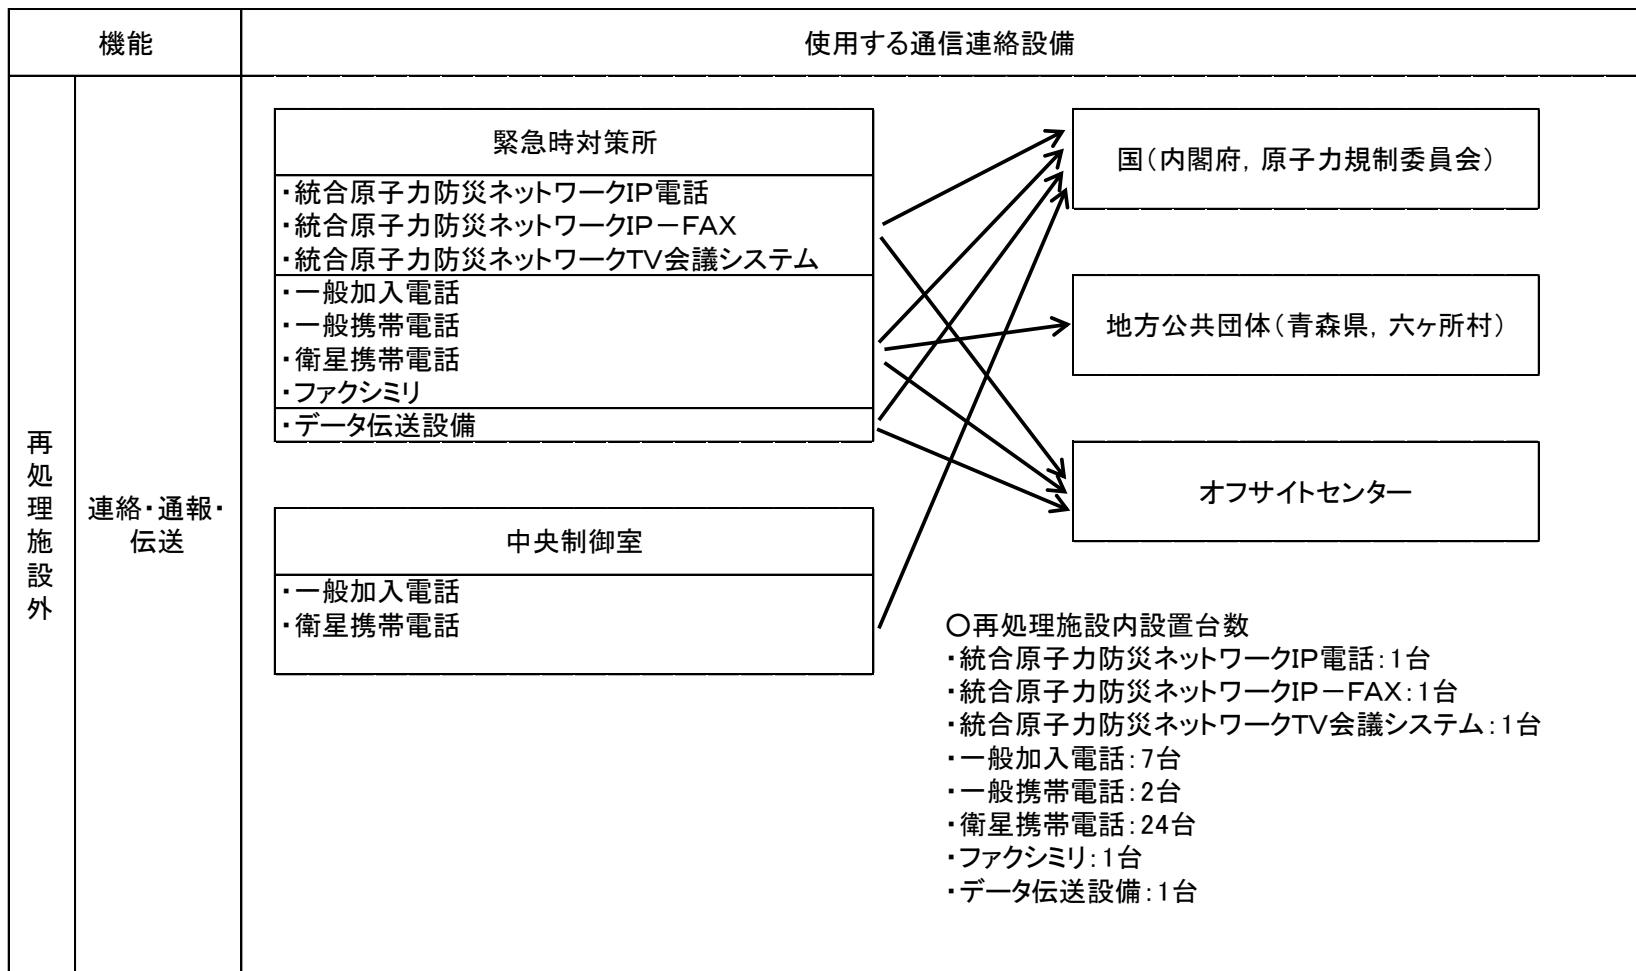 機能
使用する通信連絡設備
再処理施設外
連絡・通報・
伝送
緊急時対策所
・統合原子力防災ネットワークIP電話
・統合原子力防災ネットワークIP－FAX
・統合原子力防災ネットワークTV会議システム
・一般加入電話
・一般携帯電話
・衛星携帯電話
・ファクシミリ
・データ伝送設備
中央制御室
・一般加入電話
・衛星携帯電話
国（内閣府，原子力規制委員会）
地方公共団体（青森県，六ヶ所村）
オフサイトセンター
○再処理施設内設置台数
・統合原子力防災ネットワークIP電話：1台
・統合原子力防災ネットワークIP－FAX：1台
・統合原子力防災ネットワークTV会議システム：1台
・一般加入電話：7台
・一般携帯電話：2台
・衛星携帯電話：24台
・ファクシミリ：1台
・データ伝送設備：1台